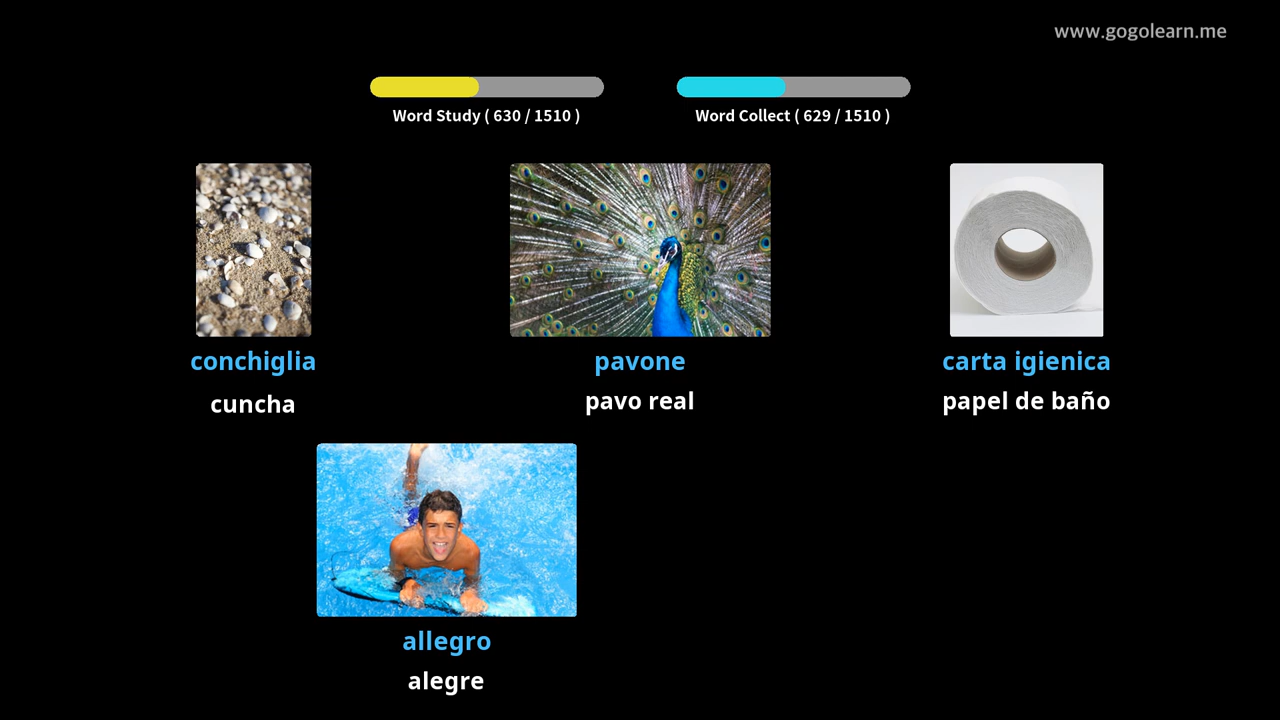 www.gogolearn.me
Word Study ( 630 / 1510 )
Word Collect ( 629 / 1510 )
conchiglia
cuncha
pavone
pavo real
carta igienica
papel de baño
allegro
alegre